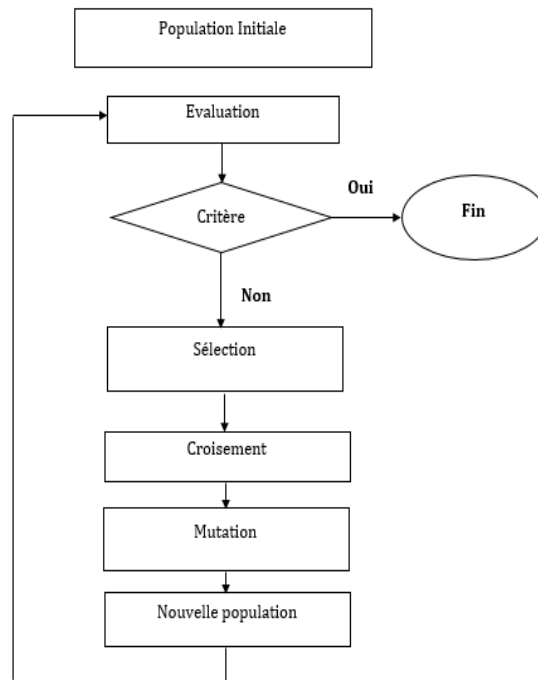 Population Initiale
Evaluation
Oui
Critère
Fin
Non
Sélection
Croisement
Mutation
Nouvelle population